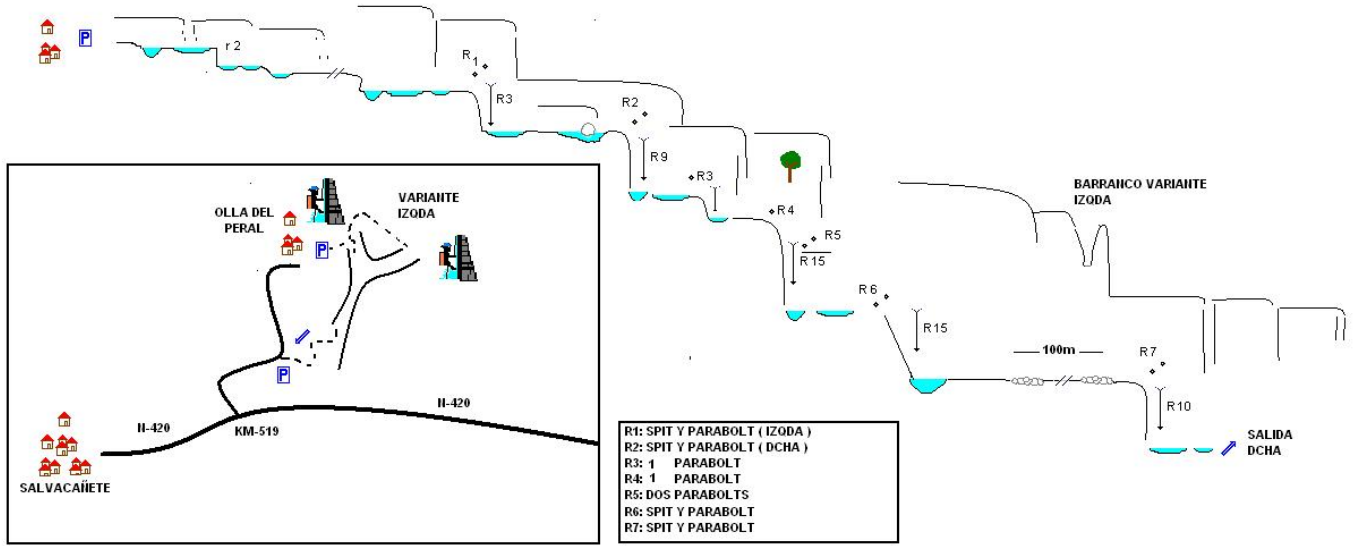 P
r 2
R1
R3
R2
R9
R3
R4
R5
R15
R6
R15
100m
R7
R10
SALIDA
DCHA
BARRANCO VARIANTE
IZQDA
OLLA DEL
PERAL
VARIANTE
IZQDA
P
P
N-420
KM-519
N-420
SALVACAÑETE
R1: SPIT Y PARABOLT ( IZQDA )
R2: SPIT Y PARABOLT ( DCHA )
R3: 1 PARABOLT
R4: 1 PARABOLT
R5: DOS PARABOLTS
R6: SPIT Y PARABOLT
R7: SPIT Y PARABOLT